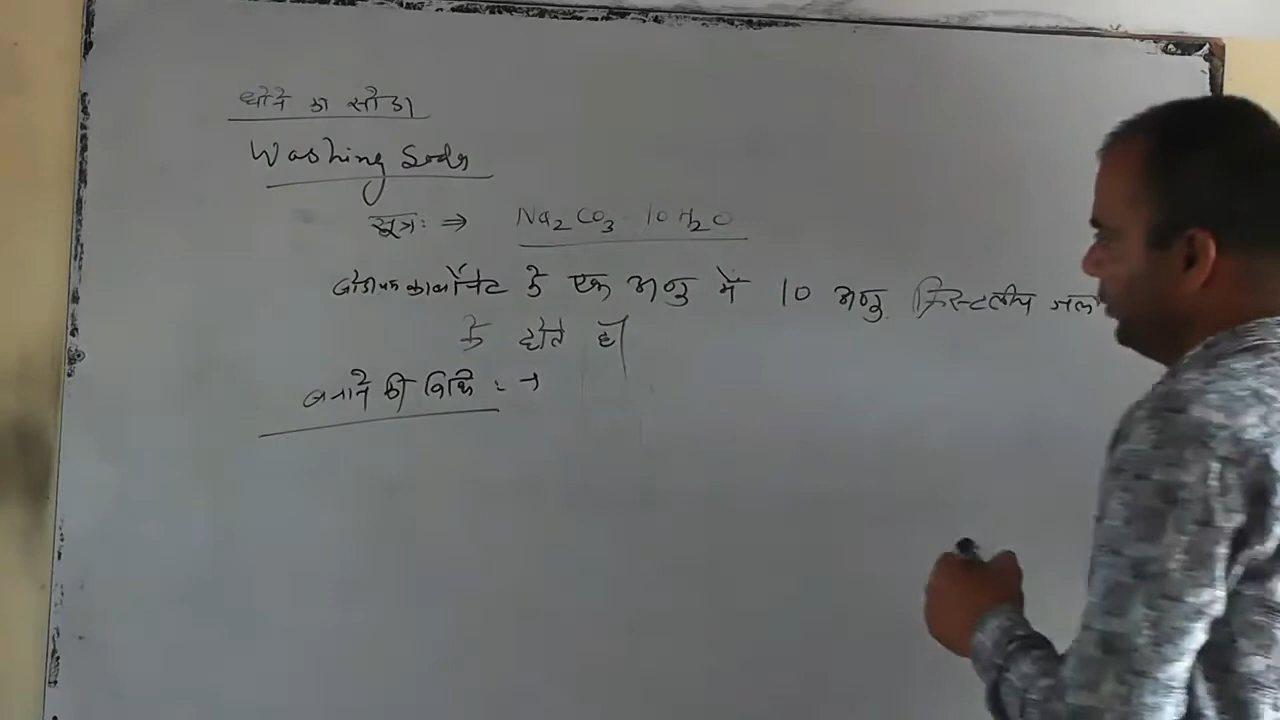 धोने का सोडा
Washing Soda
सूत्रः ⇒ Na₂CO₃ · 10H₂O
सोडियम कार्बोनेट के एक अणु में 10 अणु क्रिस्टलीय जल
के होते हैं।
बनाने की विधि :→